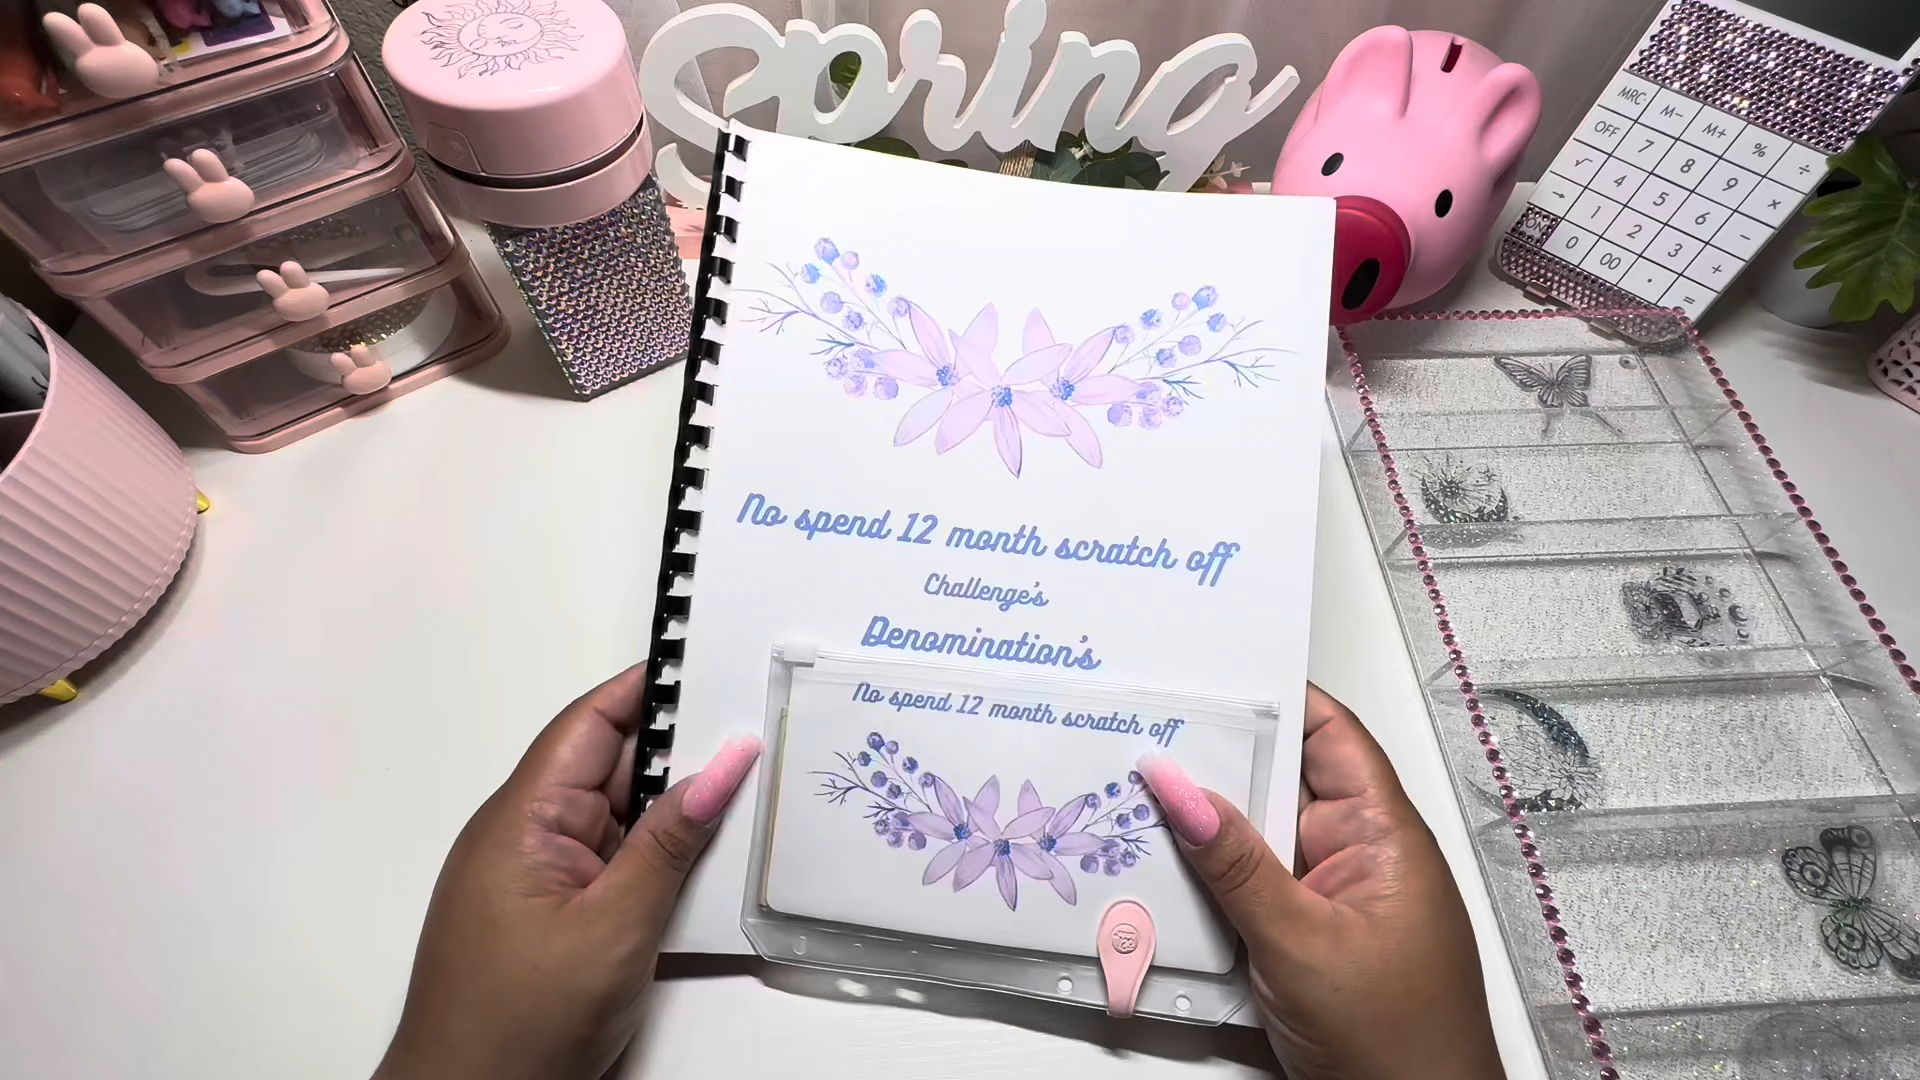 Spring
MRC M- M+ % ÷
OFF 7 8 9 ×
√ 4 5 6 −
→ 1 2 3 +
ON 0 00 . =
No spend 12 month scratch off
Challenge's
Denomination's
No spend 12 month scratch off